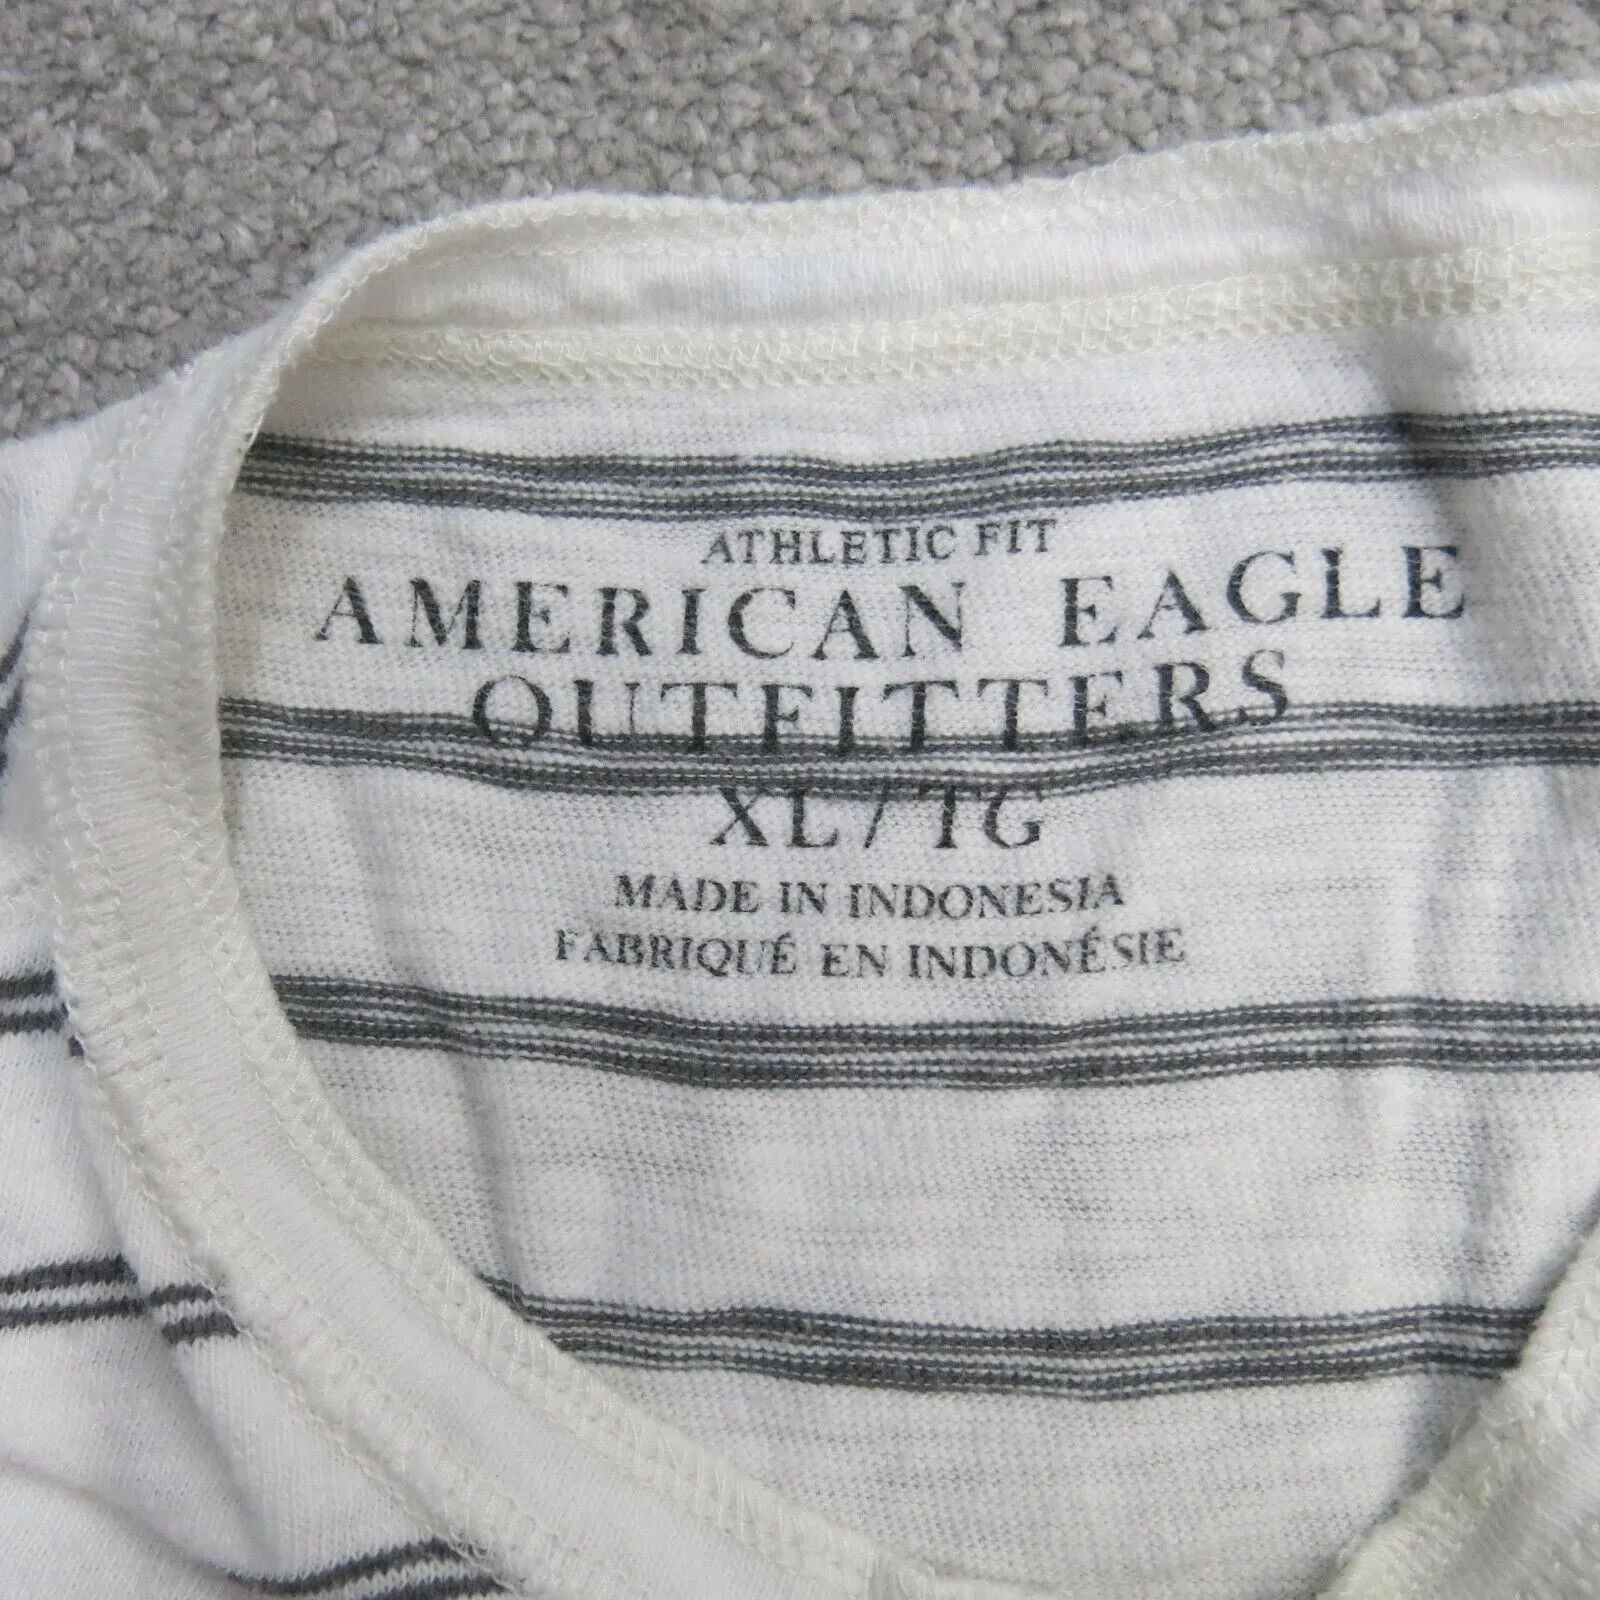 ATHLETIC FIT
AMERICAN EAGLE
OUTFITTERS
XL / TG
MADE IN INDONESIA
FABRIQUÉ EN INDONÉSIE